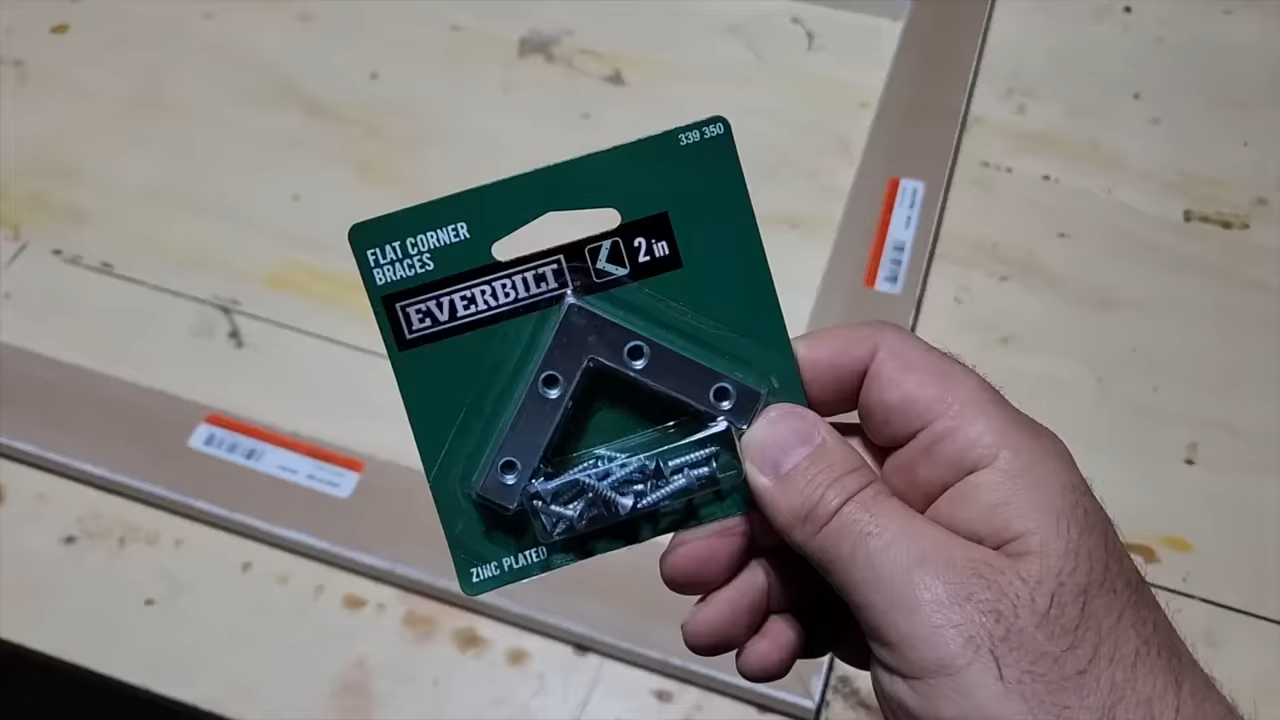 339 350
FLAT CORNER
BRACES
EVERBILT
2 in
ZINC PLATED